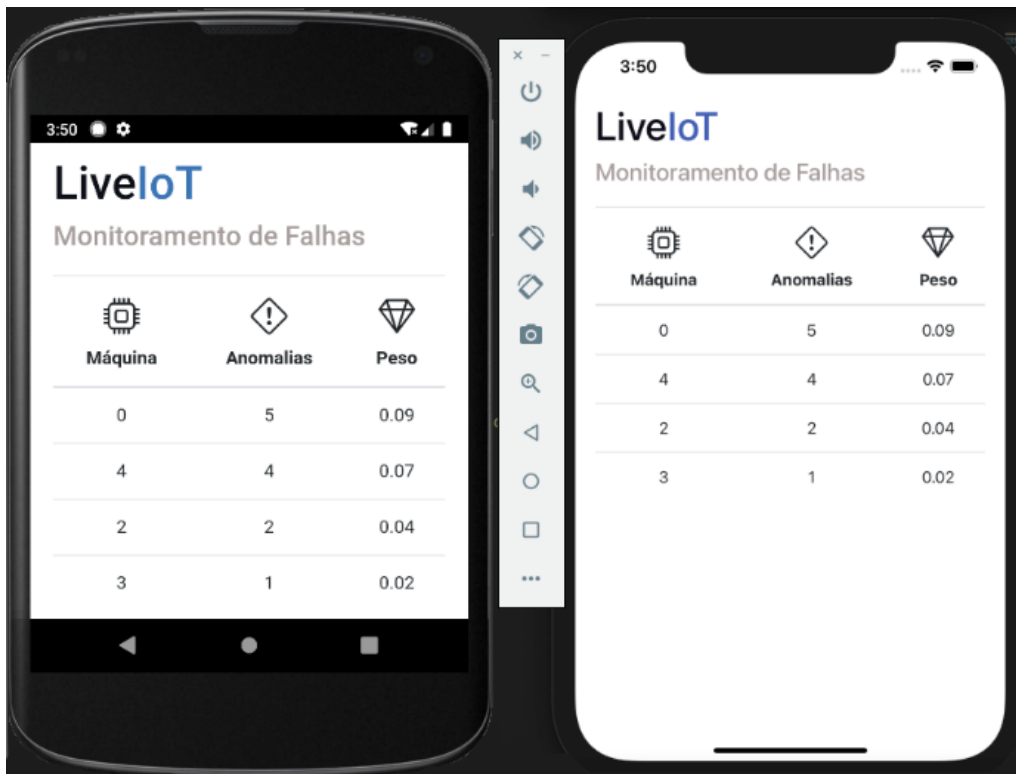 3:50
LiveIoT
Monitoramento de Falhas
Máquina Anomalias Peso
0 5 0.09
4 4 0.07
2 2 0.04
3 1 0.02
3:50
LiveIoT
Monitoramento de Falhas
Máquina Anomalias Peso
0 5 0.09
4 4 0.07
2 2 0.04
3 1 0.02